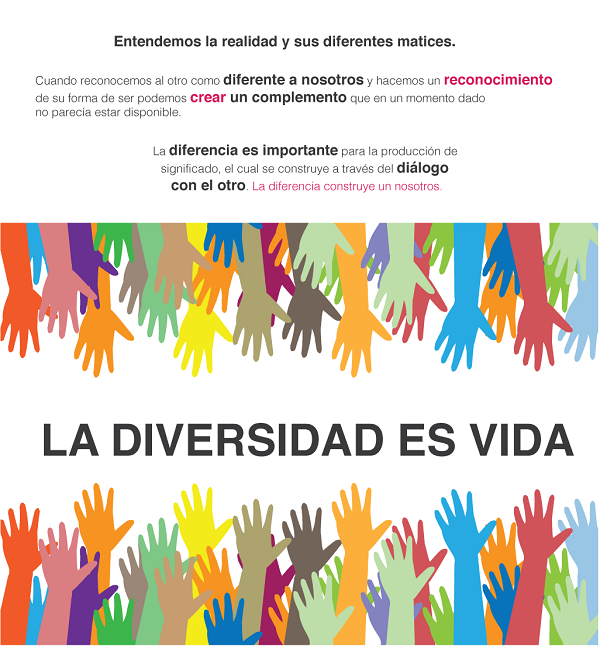 Entendemos la realidad y sus diferentes matices.
Cuando reconocemos al otro como diferente a nosotros y hacemos un reconocimiento
de su forma de ser podemos crear un complemento que en un momento dado
no parecía estar disponible.
La diferencia es importante para la producción de
significado, el cual se construye a través del diálogo
con el otro. La diferencia construye un nosotros.
LA DIVERSIDAD ES VIDA